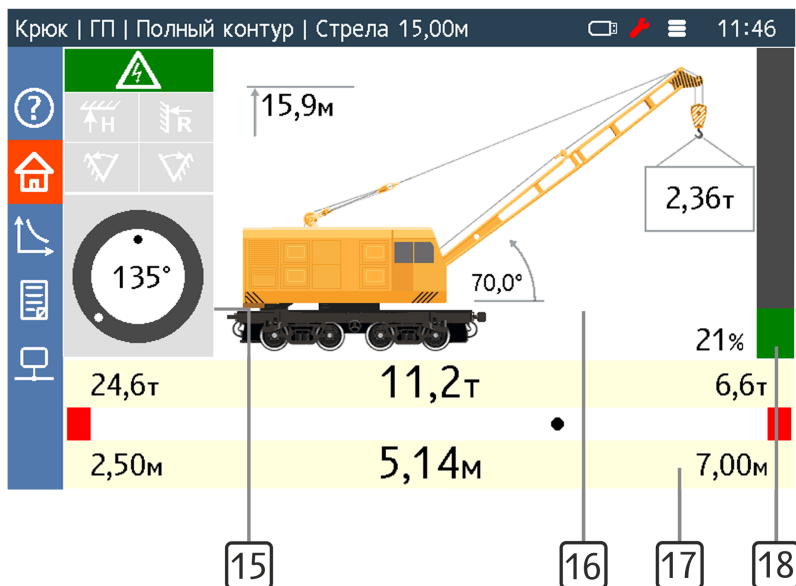 Крюк | ГП | Полный контур | Стрела 15,00м 11:46
?
H R
15,9м
2,36т
135°
70,0°
21%
24,6т 11,2т 6,6т
2,50м 5,14м 7,00м
15 16 17 18